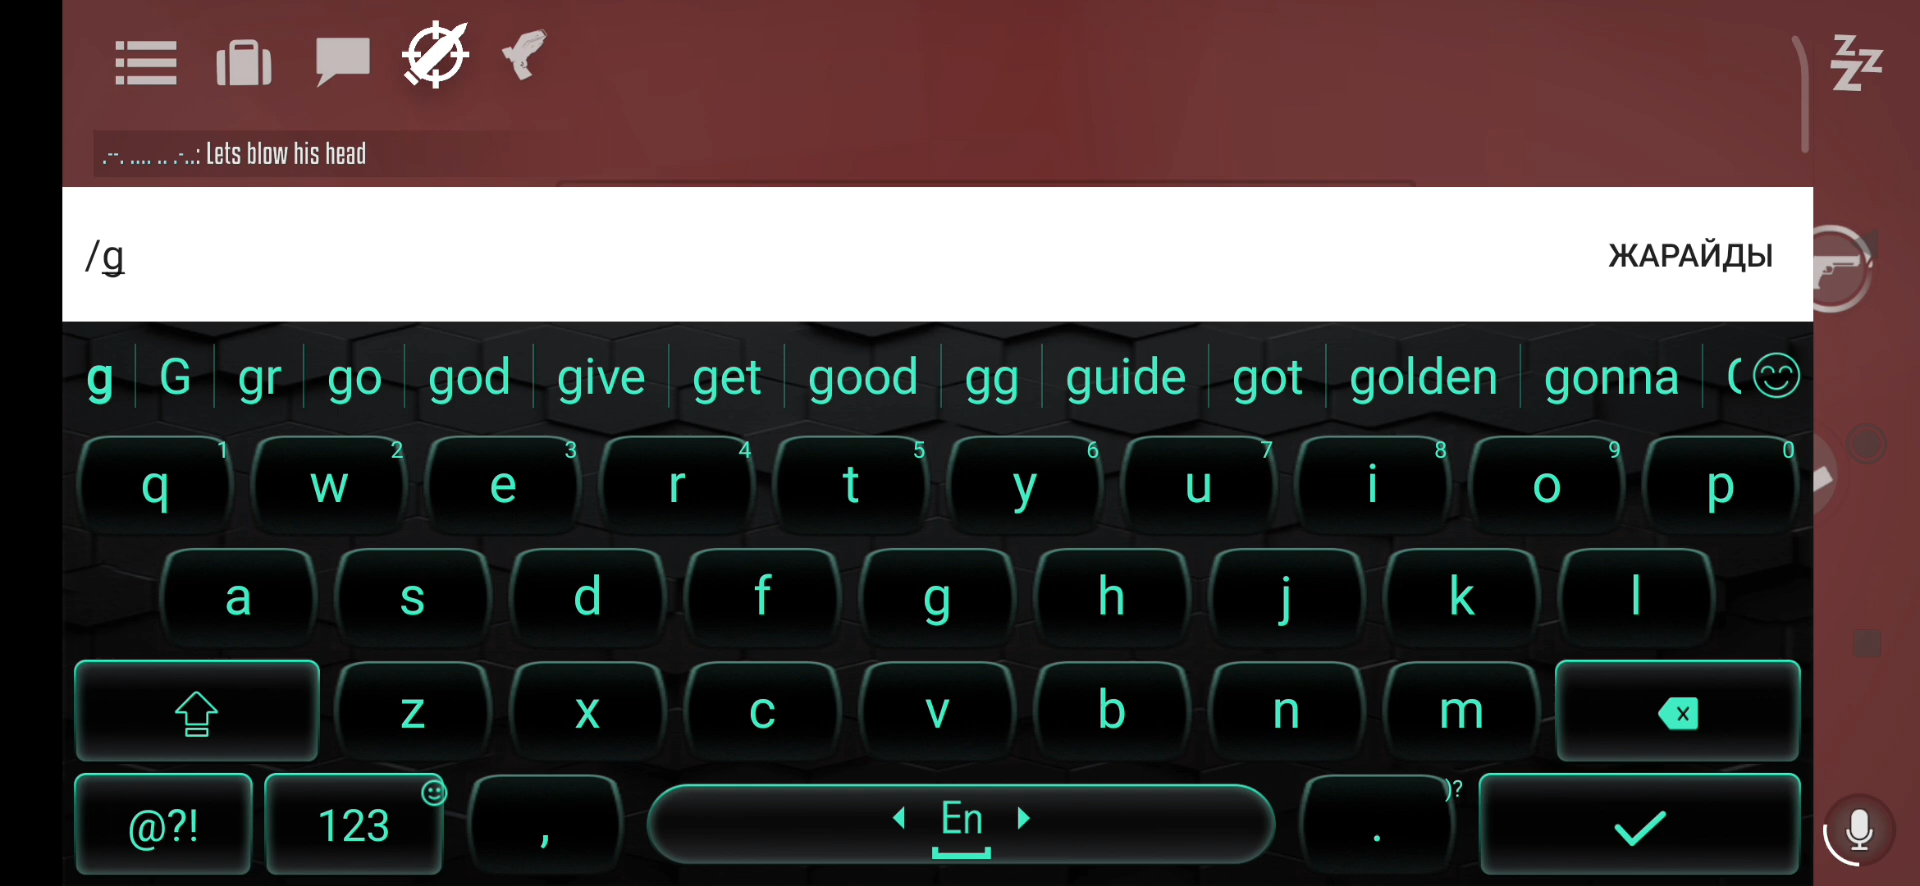 zzz
.--. .... .. .-..: Lets blow his head
/g
ЖАРАЙДЫ
g G gr go god give get good gg guide got golden gonna
q 1 w 2 e 3 r 4 t 5 y 6 u 7 i 8 o 9 p 0
a s d f g h j k l
z x c v b n m x
@?! 123 , En . )?